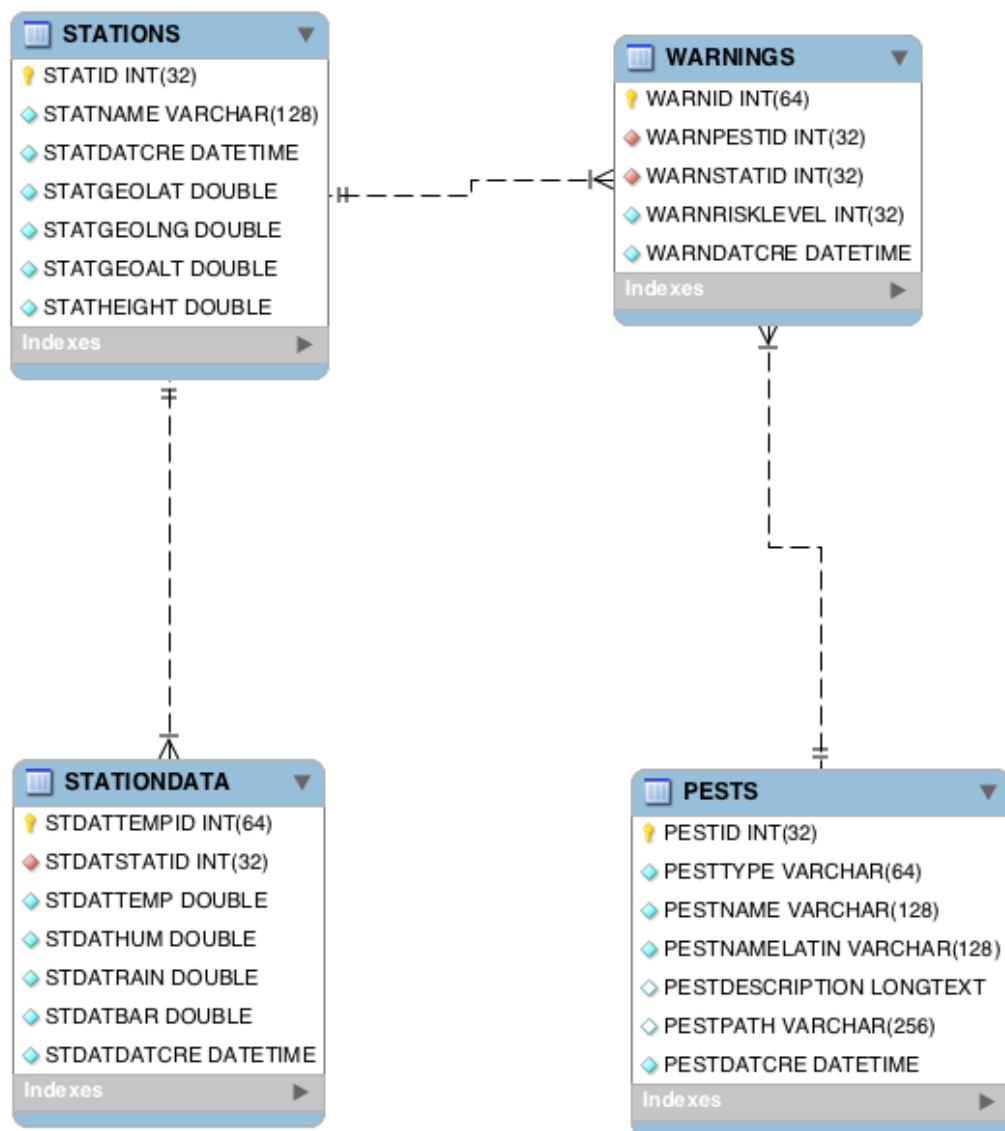 STATIONS
STATID INT(32)
STATNAME VARCHAR(128)
STATDATCRE DATETIME
STATGEOLAT DOUBLE
STATGEOLNG DOUBLE
STATGEOALT DOUBLE
STATHEIGHT DOUBLE
Indexes
WARNINGS
WARNID INT(64)
WARNPESTID INT(32)
WARNSTATID INT(32)
WARNRISKLEVEL INT(32)
WARNDATCRE DATETIME
Indexes
STATIONDATA
STDATTEMPID INT(64)
STDATSTATID INT(32)
STDATTEMP DOUBLE
STDATHUM DOUBLE
STDATRAIN DOUBLE
STDATBAR DOUBLE
STDATDATCRE DATETIME
Indexes
PESTS
PESTID INT(32)
PESTTYPE VARCHAR(64)
PESTNAME VARCHAR(128)
PESTNAMELATIN VARCHAR(128)
PESTDESCRIPTION LONGTEXT
PESTPATH VARCHAR(256)
PESTDATCRE DATETIME
Indexes